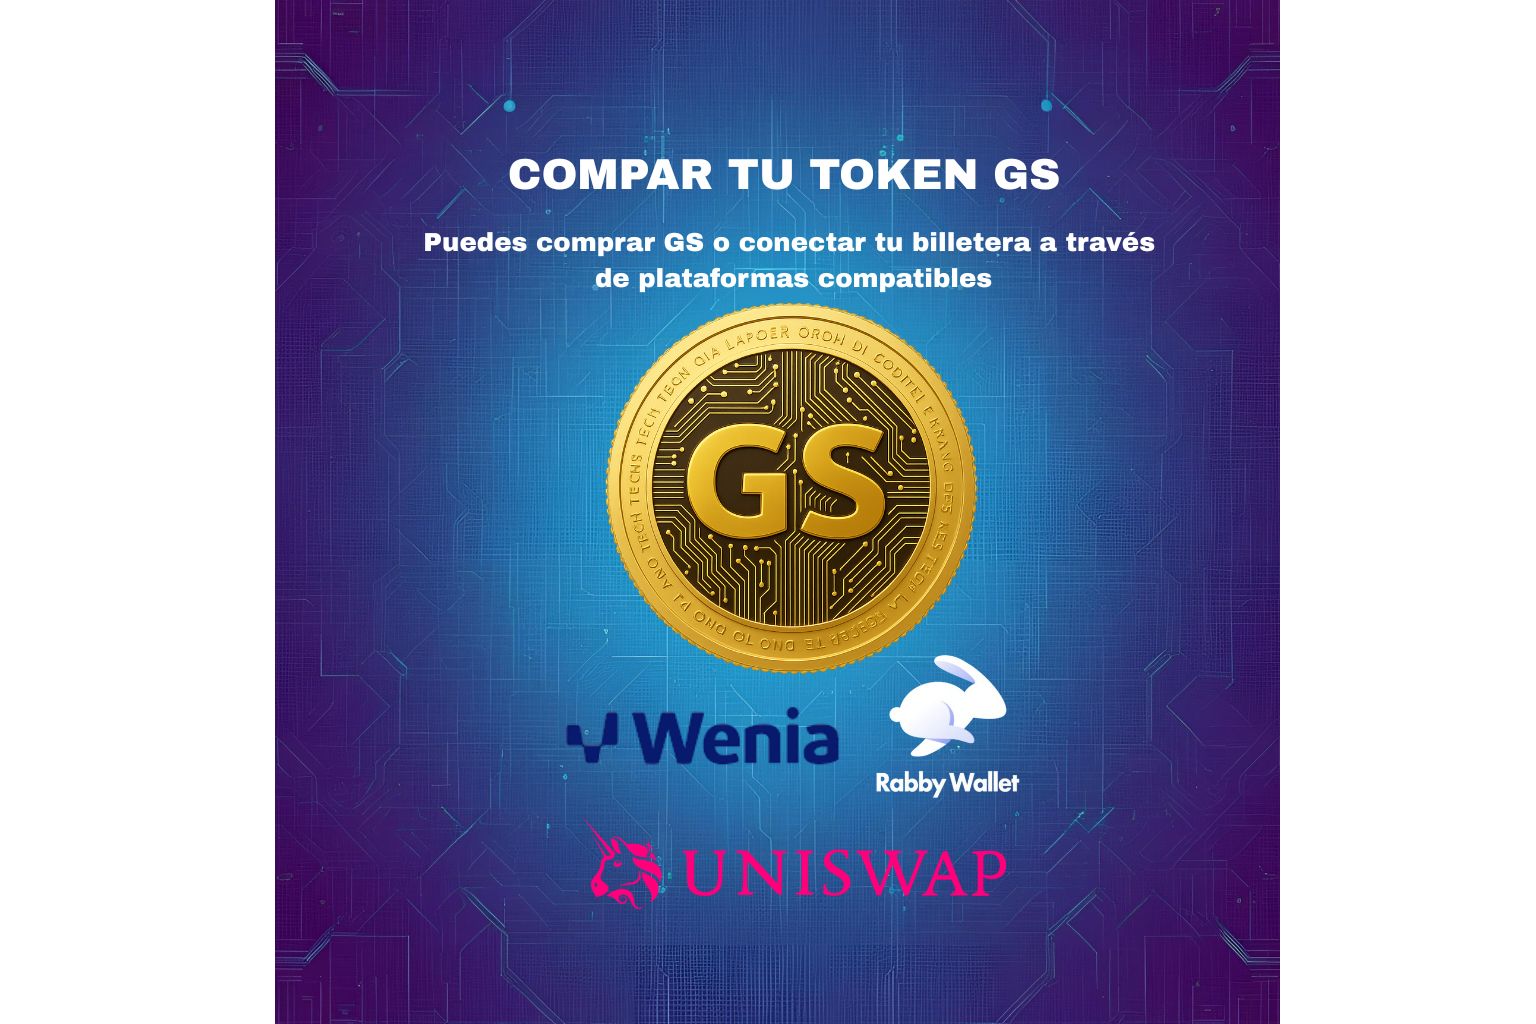 COMPAR TU TOKEN GS
Puedes comprar GS o conectar tu billetera a través
de plataformas compatibles
GS
Wenia
Rabby Wallet
UNISWAP